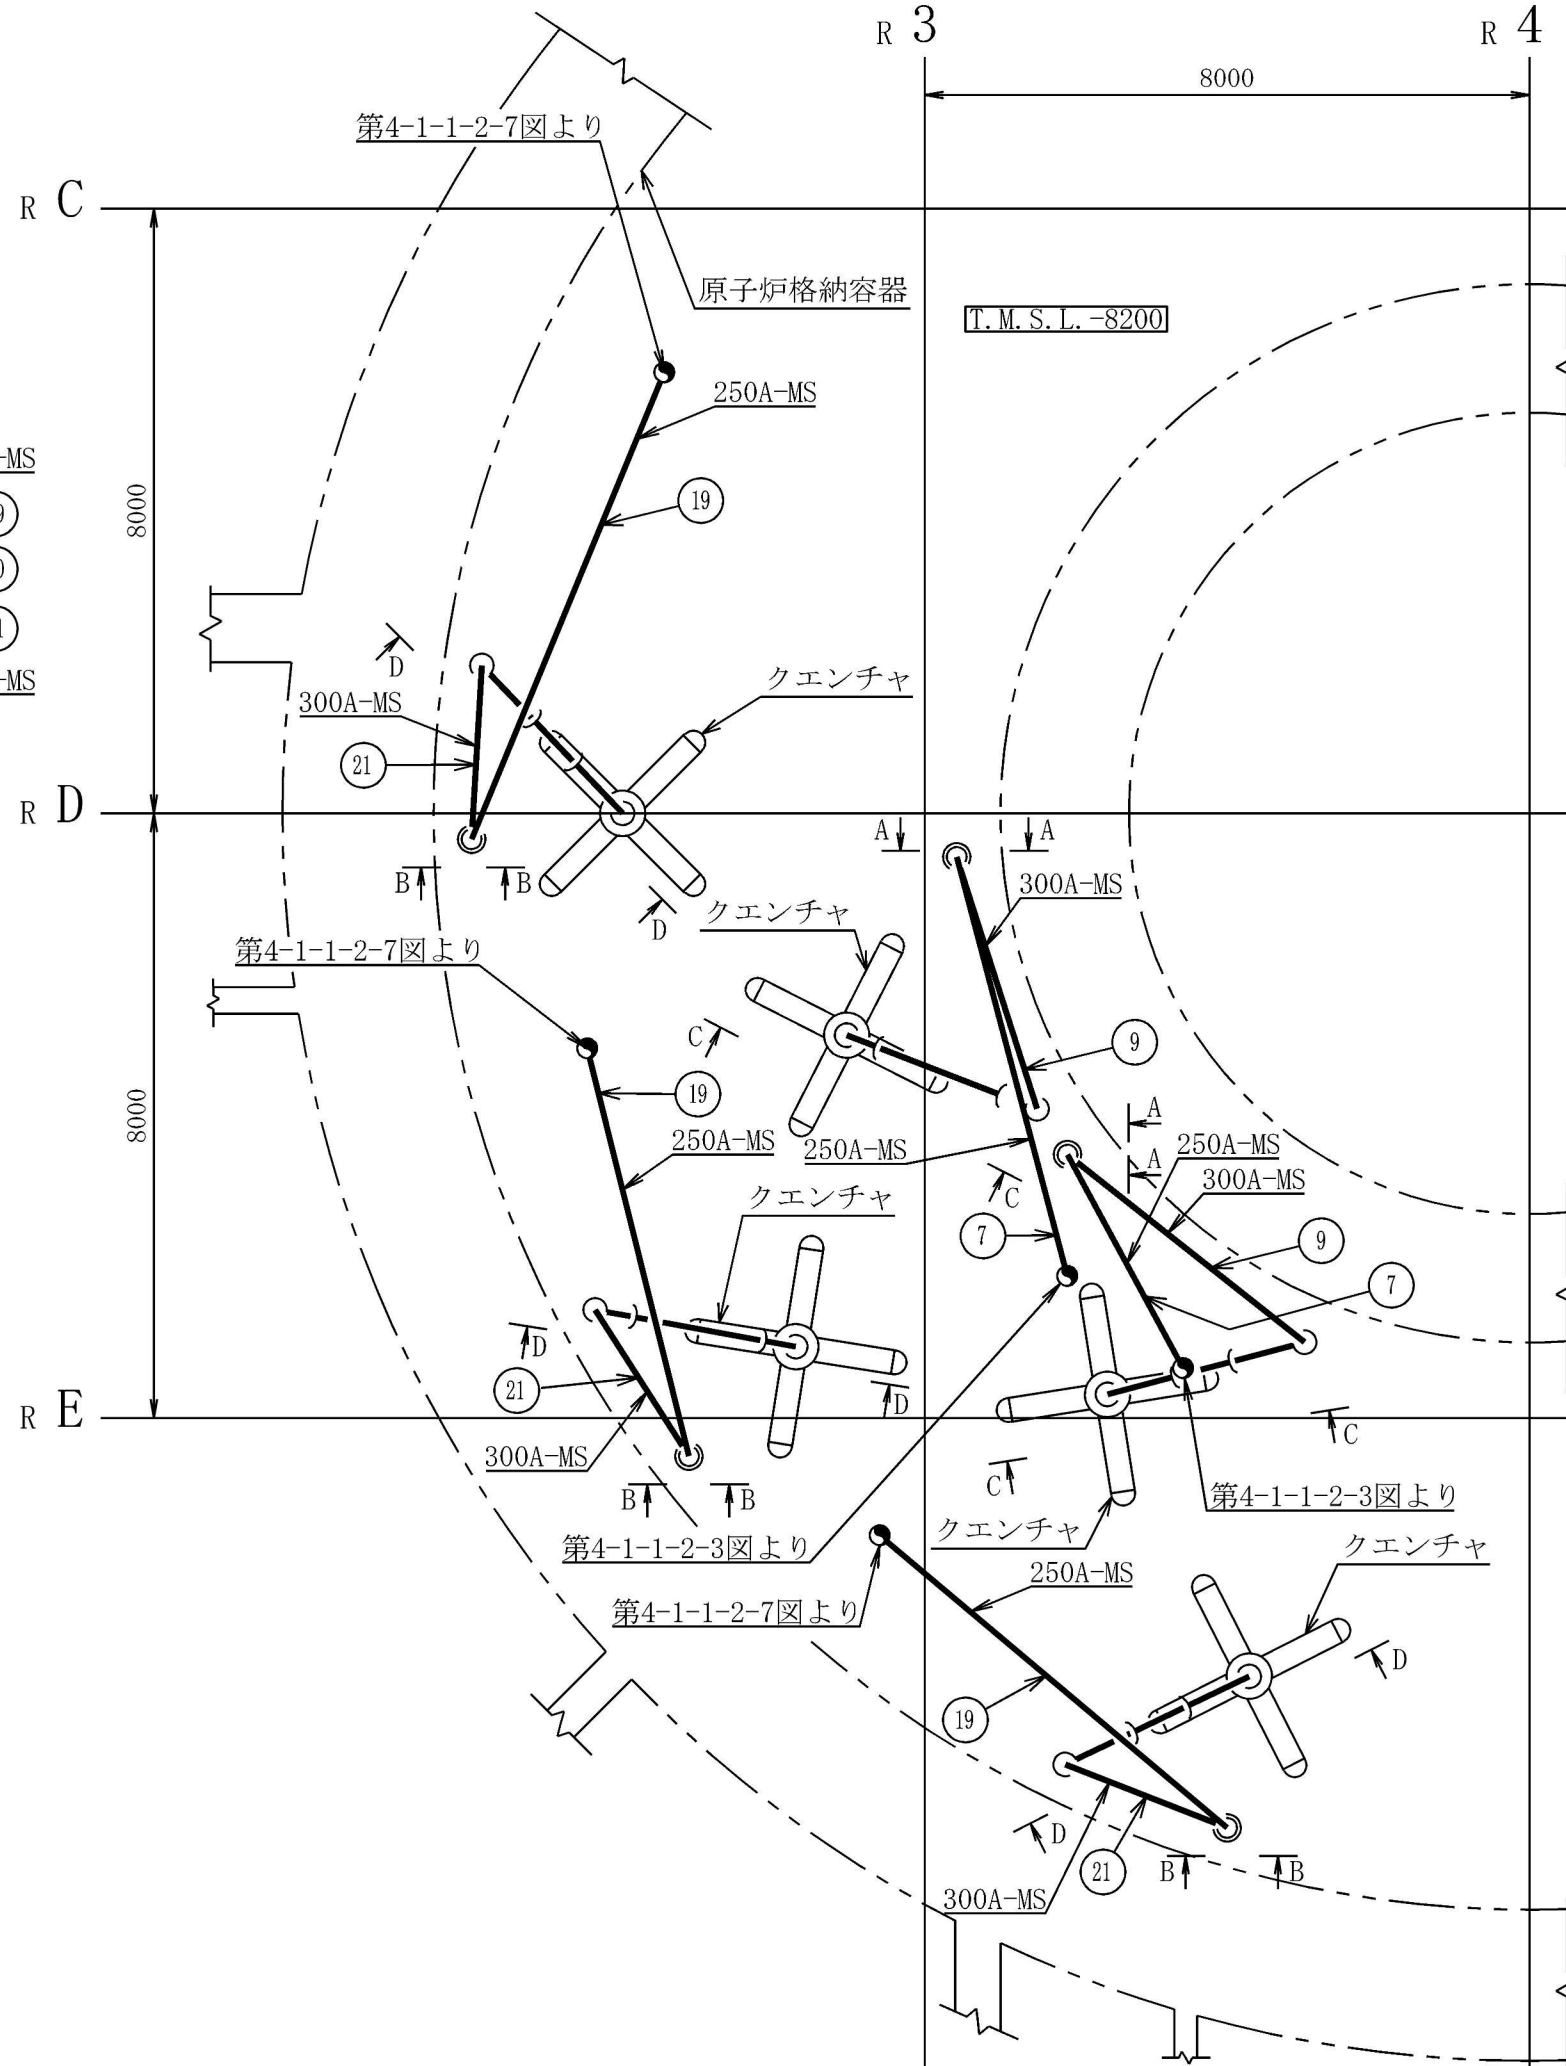 R 3
R 4
8000
第4-1-1-2-7図より
R C
原子炉格納容器
T.M.S.L.-8200
250A-MS
-MS
19
8000
D
クエンチャ
-MS
300A-MS
21
R D
A
A
B
B
300A-MS
クエンチャ
D
第4-1-1-2-7図より
C
9
19
8000
A
250A-MS
250A-MS
250A-MS
A
300A-MS
C
クエンチャ
7
9
7
D
21
D
R E
C
300A-MS
C
B
B
第4-1-1-2-3図より
クエンチャ
第4-1-1-2-3図より
クエンチャ
250A-MS
第4-1-1-2-7図より
D
19
D
21
B
B
300A-MS